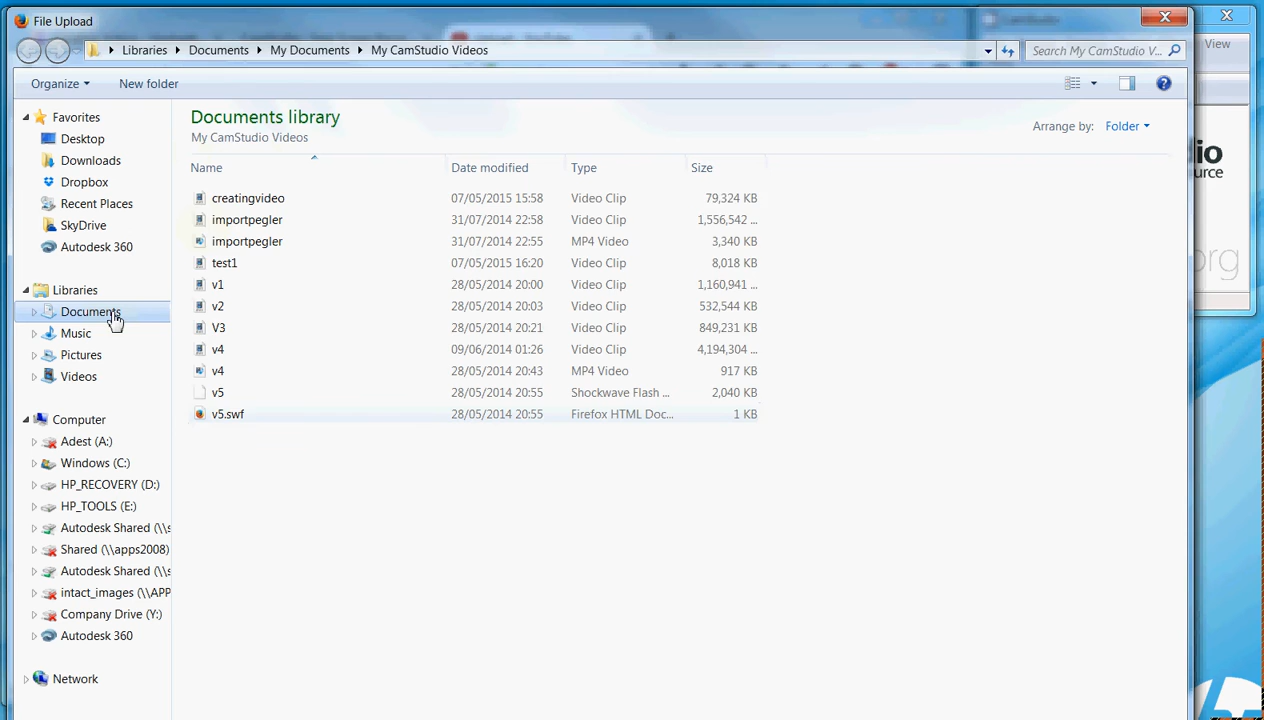 File Upload
Libraries Documents My Documents My CamStudio Videos
Search My CamStudio V...
View
Organize New folder
Favorites
Desktop
Downloads
Dropbox
Recent Places
SkyDrive
Autodesk 360
Libraries
Documents
Music
Pictures
Videos
Computer
Adest (A:)
Windows (C:)
HP_RECOVERY (D:)
HP_TOOLS (E:)
Autodesk Shared (\\s
Shared (\\apps2008)
Autodesk Shared (\\s
intact_images (\\APP
Company Drive (Y:)
Autodesk 360
Network
Documents library
My CamStudio Videos
Arrange by: Folder
Name Date modified Type Size
creatingvideo 07/05/2015 15:58 Video Clip 79,324 KB
importpegler 31/07/2014 22:58 Video Clip 1,556,542 ...
importpegler 31/07/2014 22:55 MP4 Video 3,340 KB
test1 07/05/2015 16:20 Video Clip 8,018 KB
v1 28/05/2014 20:00 Video Clip 1,160,941 ...
v2 28/05/2014 20:03 Video Clip 532,544 KB
V3 28/05/2014 20:21 Video Clip 849,231 KB
v4 09/06/2014 01:26 Video Clip 4,194,304 ...
v4 28/05/2014 20:43 MP4 Video 917 KB
v5 28/05/2014 20:55 Shockwave Flash ... 2,040 KB
v5.swf 28/05/2014 20:55 Firefox HTML Doc... 1 KB
io
urce
org